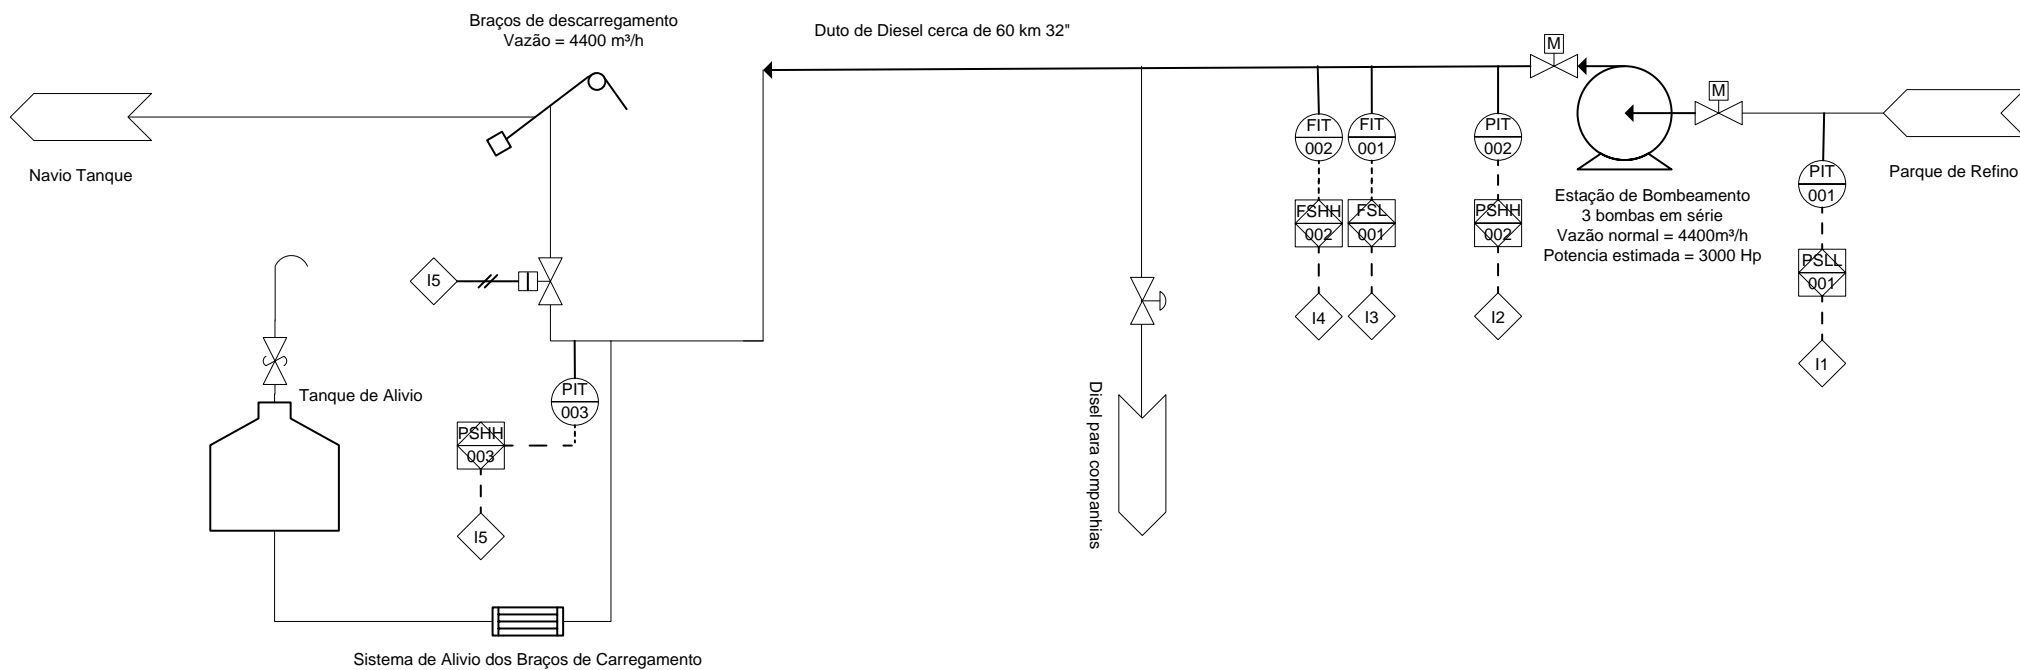 Braços de descarregamento
Vazão = 4400 m³/h
Duto de Diesel cerca de 60 km 32"
M
M
Navio Tanque
FIT
002
FIT
001
PIT
002
PIT
001
Parque de Refino
FSHH
002
FSL
001
PSHH
002
Estação de Bombeamento
3 bombas em série
Vazão normal = 4400m³/h
Potencia estimada = 3000 Hp
PSLL
001
I5
I4
I3
I2
I1
Tanque de Alivio
PIT
003
PSHH
003
I5
Disel para companhias
Sistema de Alivio dos Braços de Carregamento